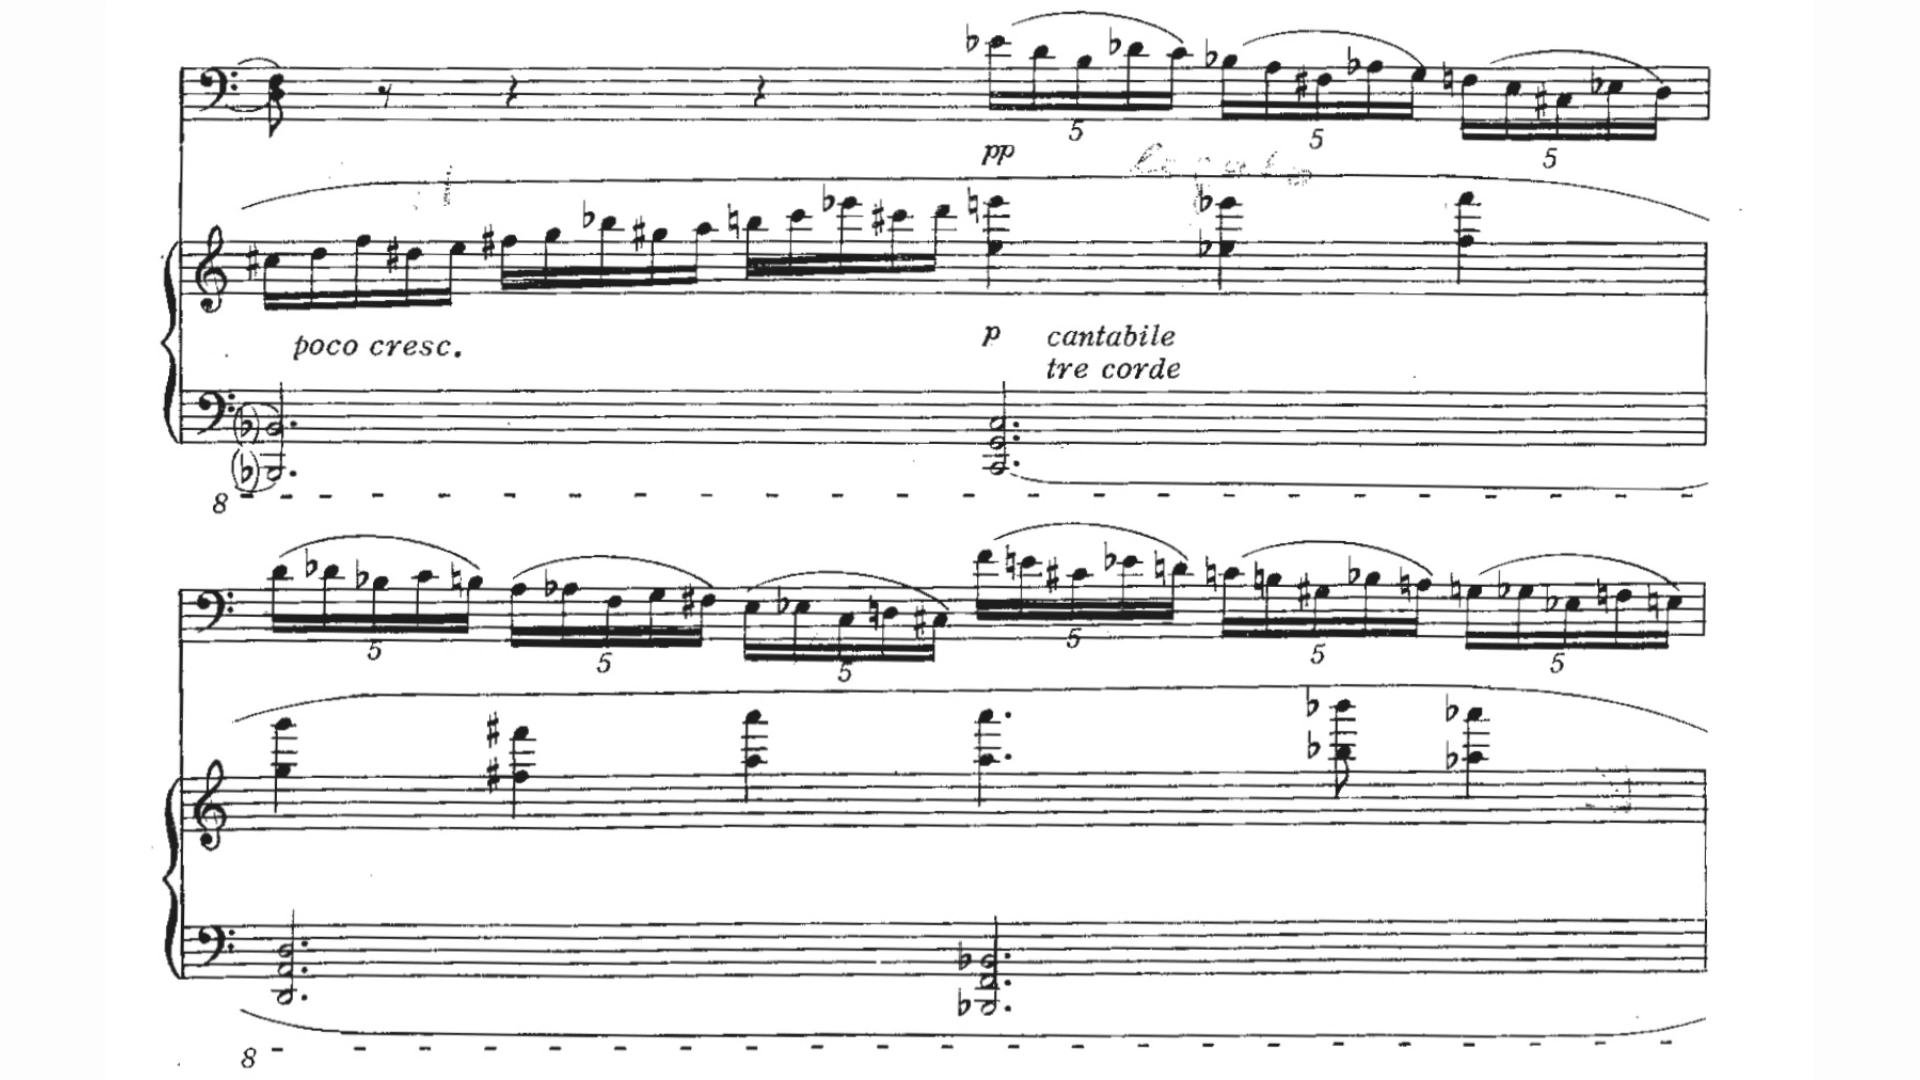 5 5 5
pp
poco cresc.
p cantabile
tre corde
8
5 5 5 5 5 5
8